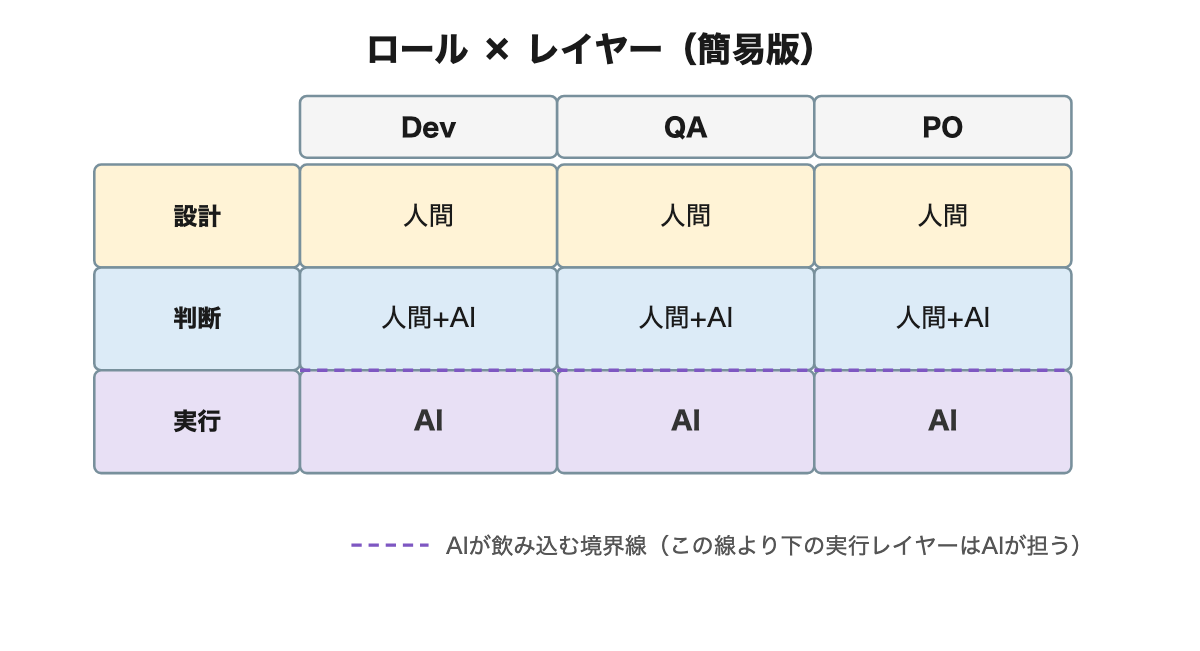 ロール × レイヤー（簡易版）
Dev QA PO
設計 人間 人間 人間
判断 人間+AI 人間+AI 人間+AI
実行 AI AI AI
AIが飲み込む境界線（この線より下の実行レイヤーはAIが担う）